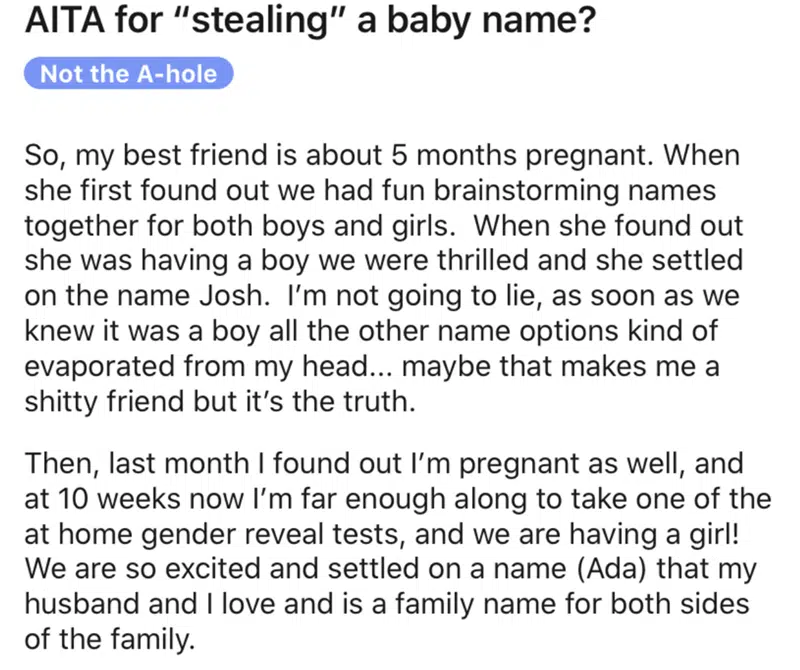 AITA for “stealing” a baby name?
Not the A-hole
So, my best friend is about 5 months pregnant. When
she first found out we had fun brainstorming names
together for both boys and girls.  When she found out
she was having a boy we were thrilled and she settled
on the name Josh.  I’m not going to lie, as soon as we
knew it was a boy all the other name options kind of
evaporated from my head... maybe that makes me a
shitty friend but it’s the truth.
Then, last month I found out I’m pregnant as well, and
at 10 weeks now I’m far enough along to take one of the
at home gender reveal tests, and we are having a girl!
We are so excited and settled on a name (Ada) that my
husband and I love and is a family name for both sides
of the family.